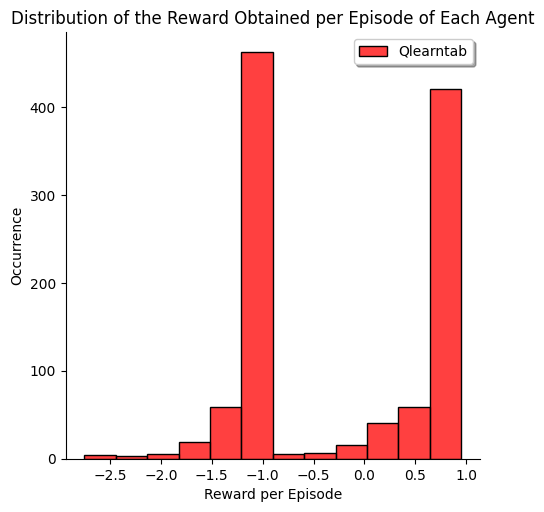 Distribution of the Reward Obtained per Episode of Each Agent
Qlearntab
400
300
200
100
0
Occurrence
−2.5 −2.0 −1.5 −1.0 −0.5 0.0 0.5 1.0
Reward per Episode